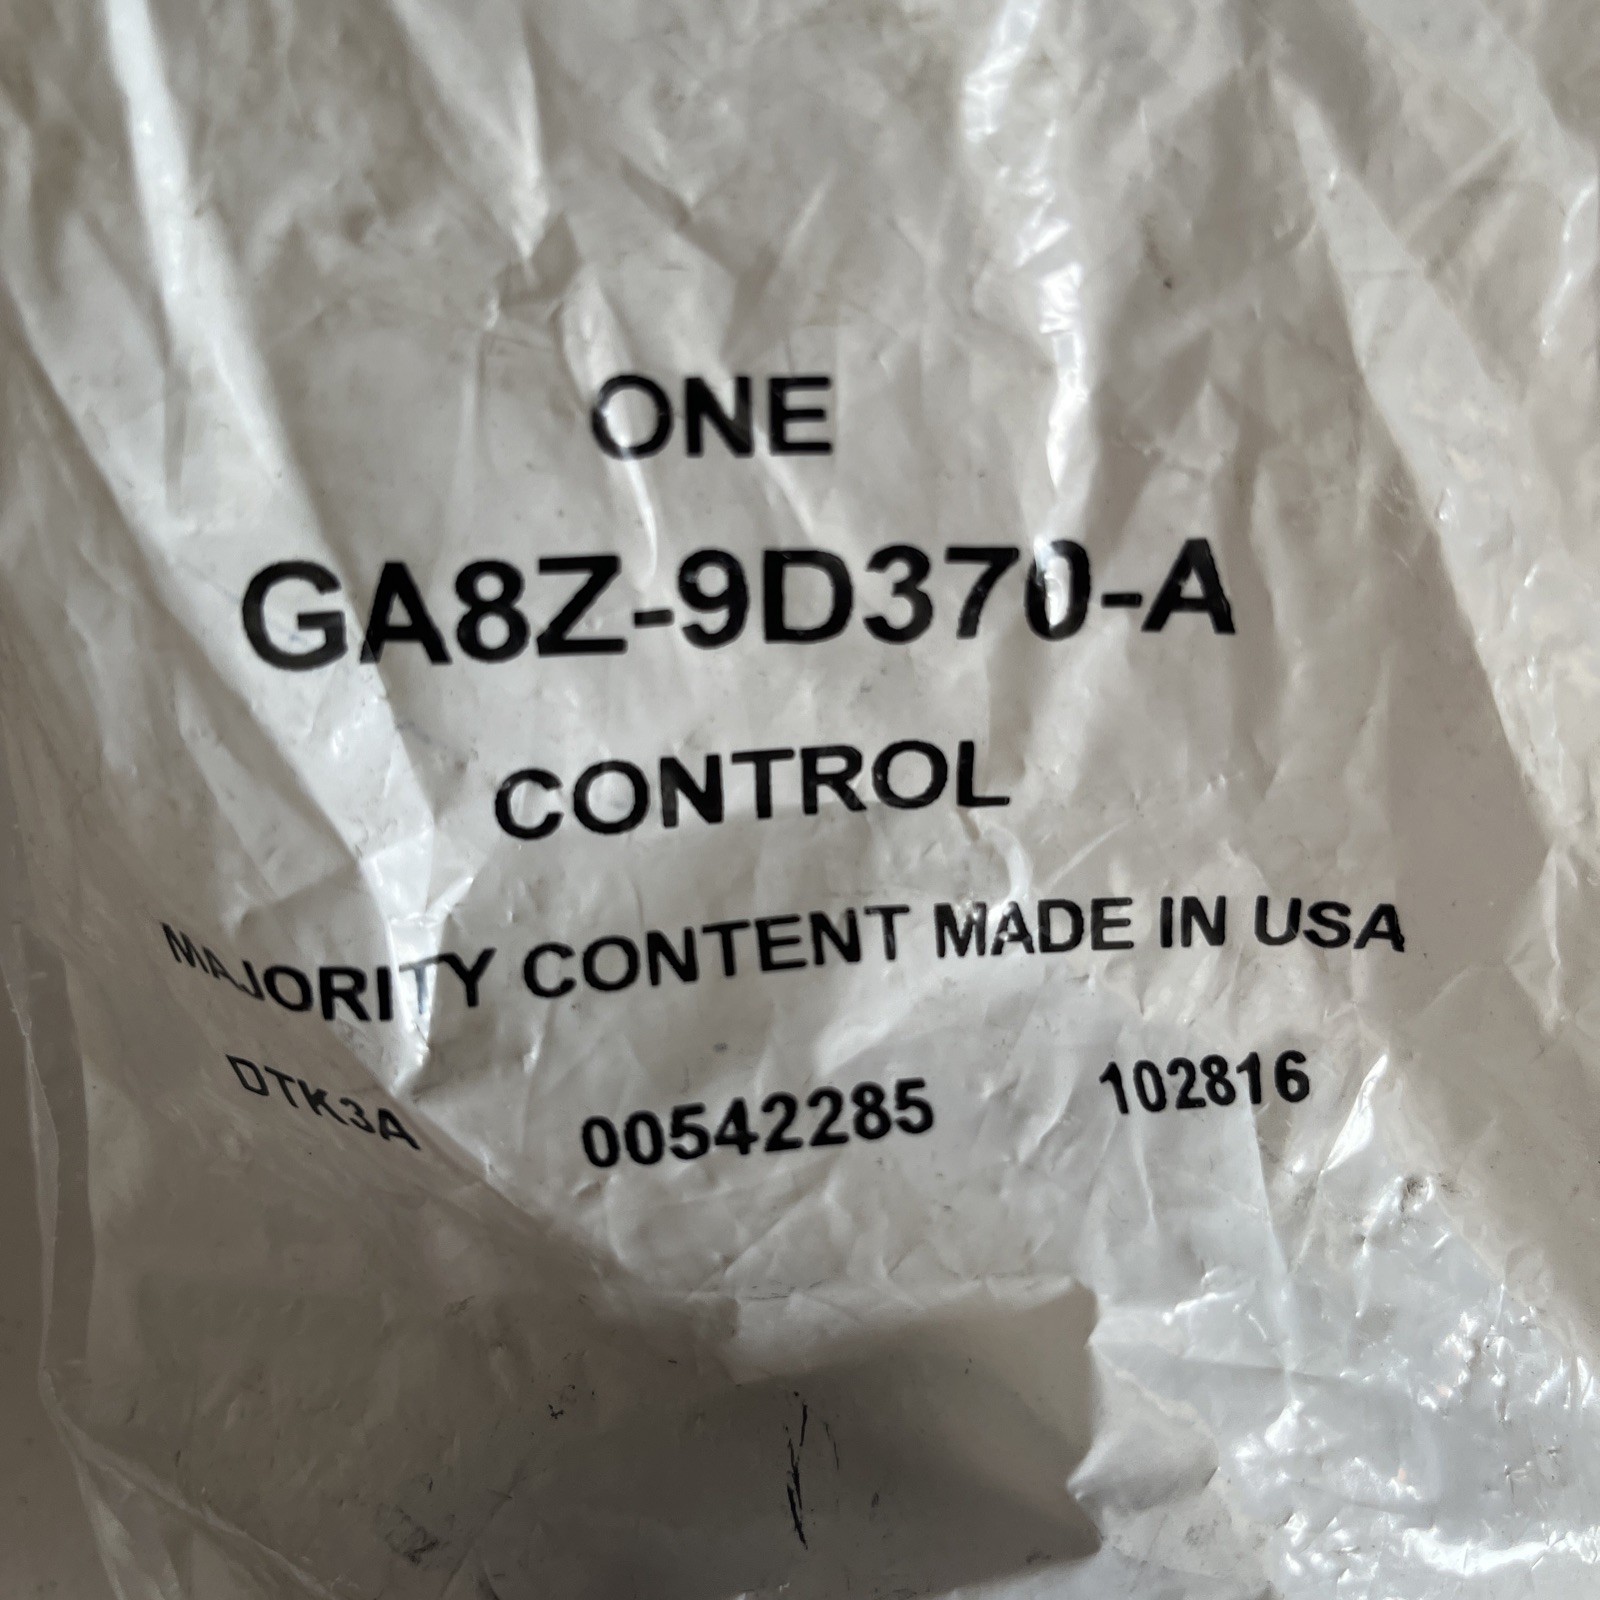 ONE
GA8Z-9D370-A
CONTROL
MAJORITY CONTENT MADE IN USA
DTK3A 00542285 102816